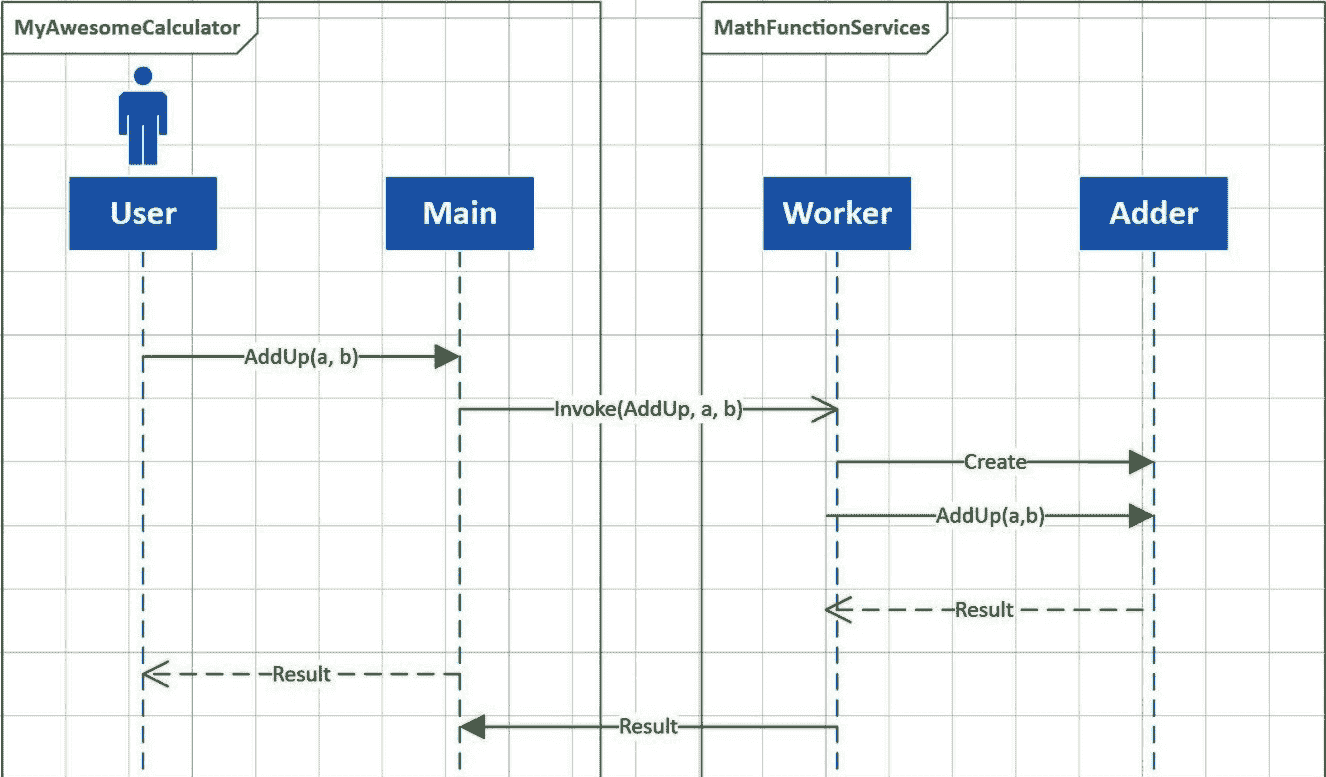 MyAwesomeCalculator
MathFunctionServices
User
Main
Worker
Adder
AddUp(a, b)
Invoke(AddUp, a, b)
Create
AddUp(a,b)
Result
Result
Result